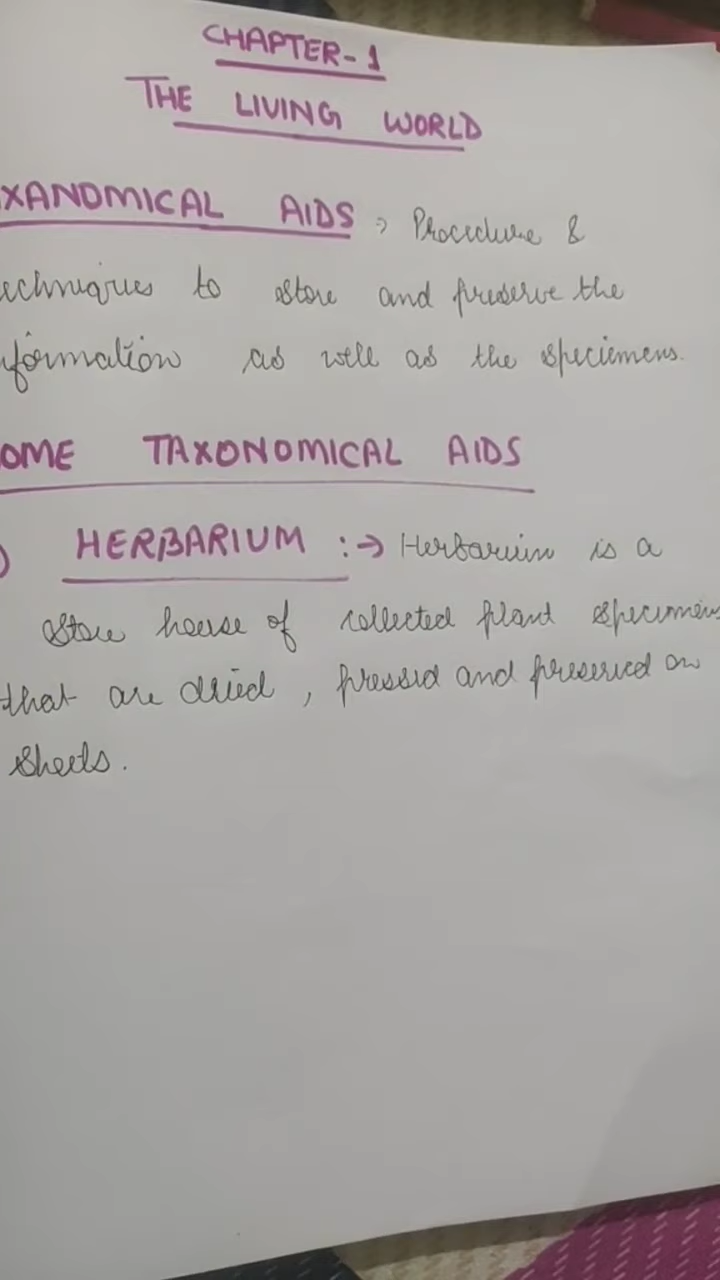 CHAPTER-1
THE LIVING WORLD
XANOMICAL AIDS → Procedure &
echniques to store and preserve the
nformation as well as the speciemens.
OME TAXONOMICAL AIDS
) HERBARIUM :→ Herbarium is a
store house of collected plant specimens
that are dried, pressed and preserved on
sheets.